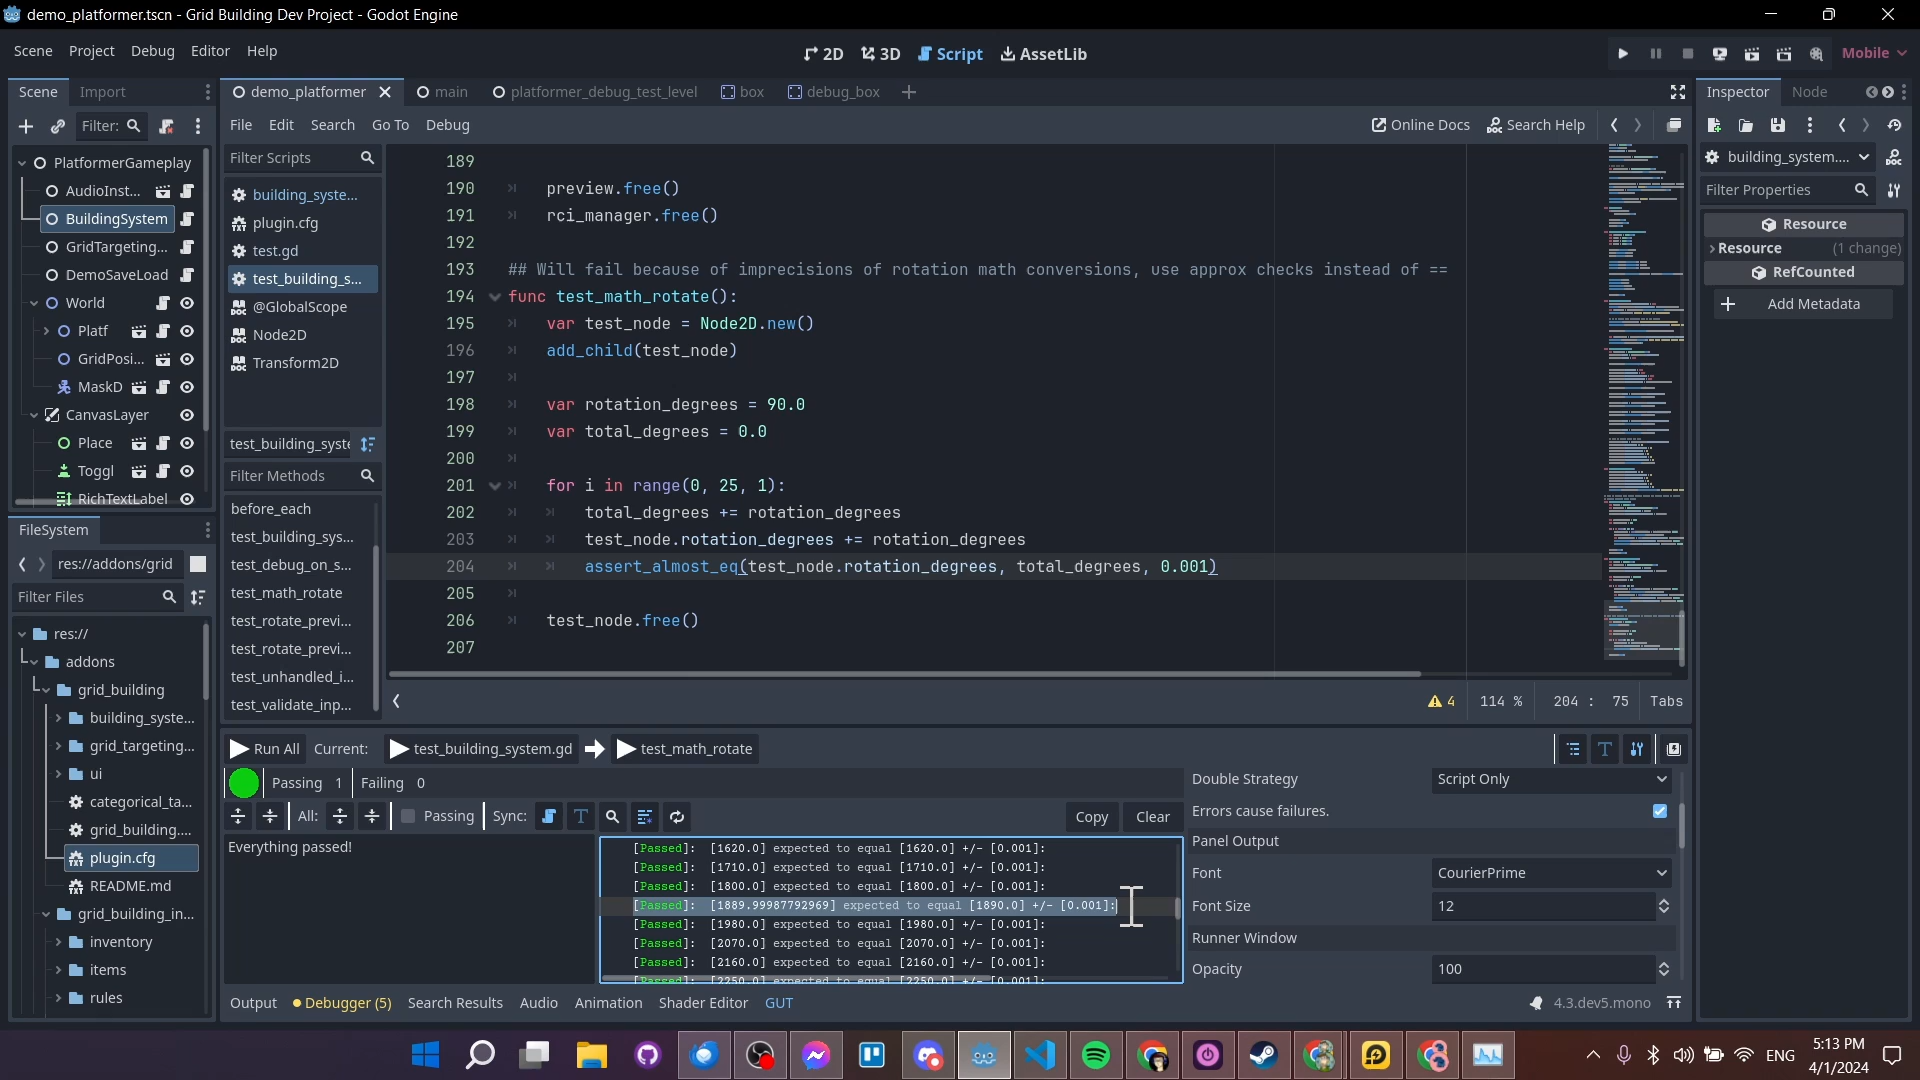 demo_platformer.tscn - Grid Building Dev Project - Godot Engine
Scene Project Debug Editor Help
2D 3D Script AssetLib
Mobile
Scene Import
demo_platformer main platformer_debug_test_level box debug_box
Inspector Node
Filter:
File Edit Search Go To Debug
Online Docs Search Help
PlatformerGameplay
AudioInst...
BuildingSystem
GridTargeting...
DemoSaveLoad
World
Platf
GridPosi...
MaskD
CanvasLayer
Place
Toggl
RichTextLabel
Filter Scripts
building_syste...
plugin.cfg
test.gd
test_building_s...
@GlobalScope
Node2D
Transform2D
test_building_syste
Filter Methods
before_each
test_building_sys...
test_debug_on_s...
test_math_rotate
test_rotate_previ...
test_rotate_previ...
test_unhandled_i...
test_validate_inp...
189
190 preview.free()
191 rci_manager.free()
192
193 ## Will fail because of imprecisions of rotation math conversions, use approx checks instead of ==
194 func test_math_rotate():
195 var test_node = Node2D.new()
196 add_child(test_node)
197
198 var rotation_degrees = 90.0
199 var total_degrees = 0.0
200
201 for i in range(0, 25, 1):
202 total_degrees += rotation_degrees
203 test_node.rotation_degrees += rotation_degrees
204 assert_almost_eq(test_node.rotation_degrees, total_degrees, 0.001)
205
206 test_node.free()
207
4 114 % 204 : 75 Tabs
building_system....
Filter Properties
Resource
Resource (1 change)
RefCounted
Add Metadata
FileSystem
res://addons/grid
Filter Files
res://
addons
grid_building
building_syste...
grid_targeting...
ui
categorical_ta...
grid_building....
plugin.cfg
README.md
grid_building_in...
inventory
items
rules
Run All Current: test_building_system.gd test_math_rotate
Passing 1 Failing 0
All: Passing Sync: Copy Clear
Everything passed!
[Passed]: [1620.0] expected to equal [1620.0] +/- [0.001]:
[Passed]: [1710.0] expected to equal [1710.0] +/- [0.001]:
[Passed]: [1800.0] expected to equal [1800.0] +/- [0.001]:
[Passed]: [1889.99987792969] expected to equal [1890.0] +/- [0.001]:
[Passed]: [1980.0] expected to equal [1980.0] +/- [0.001]:
[Passed]: [2070.0] expected to equal [2070.0] +/- [0.001]:
[Passed]: [2160.0] expected to equal [2160.0] +/- [0.001]:
[Passed]: [2250.0] expected to equal [2250.0] +/- [0.001]:
Double Strategy Script Only
Errors cause failures.
Panel Output
Font CourierPrime
Font Size 12
Runner Window
Opacity 100
Output Debugger (5) Search Results Audio Animation Shader Editor GUT
4.3.dev5.mono
ENG
5:13 PM
4/1/2024